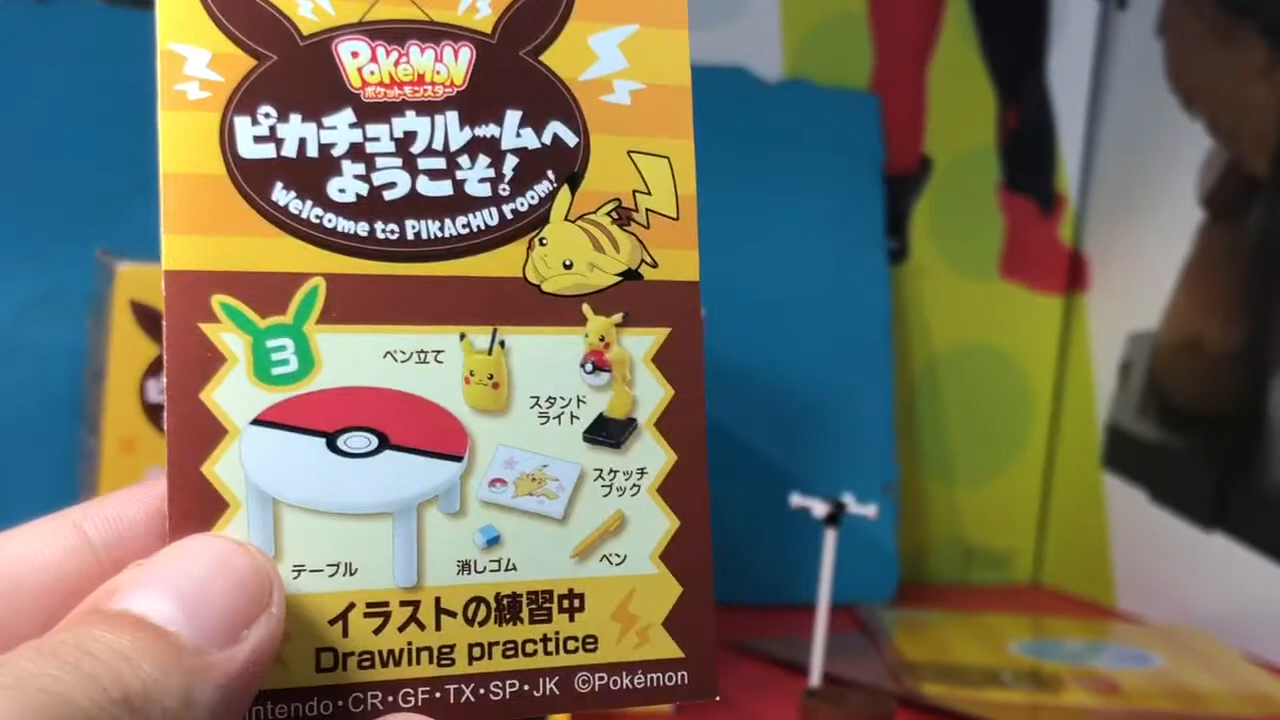 POKéMON
ポケットモンスター
ピカチュウルームへ
ようこそ!
Welcome to PIKACHU room!
3
ペン立て
スタンド
ライト
スケッチ
ブック
テーブル
消しゴム
ペン
イラストの練習中
Drawing practice
intendo・CR・GF・TX・SP・JK ©Pokémon